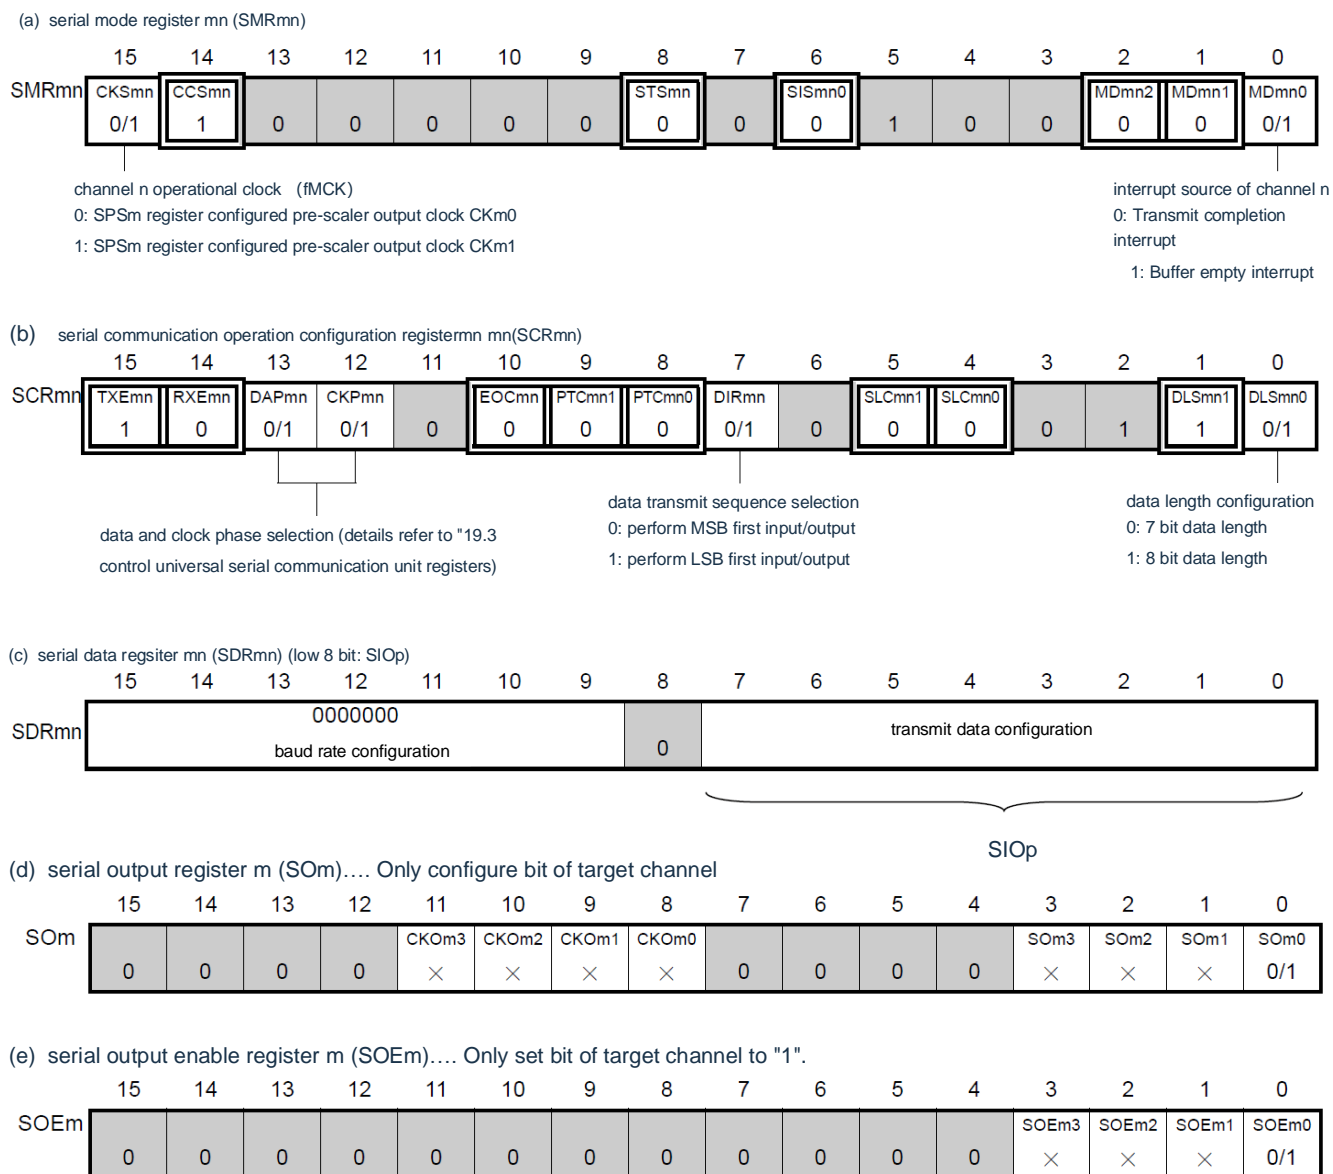 (a) serial mode register mn (SMRmn)
15 14 13 12 11 10 9 8 7 6 5 4 3 2 1 0
SMRmn CKSmn CCSmn STSmn SISmn0 MDmn2 MDmn1 MDmn0
0/1 1 0 0 0 0 0 0 0 0 1 0 0 0 0 0/1
channel n operational clock (fMCK)
0: SPSm register configured pre-scaler output clock CKm0
1: SPSm register configured pre-scaler output clock CKm1
interrupt source of channel n
0: Transmit completion
interrupt
1: Buffer empty interrupt
(b) serial communication operation configuration registermn mn(SCRmn)
15 14 13 12 11 10 9 8 7 6 5 4 3 2 1 0
SCRmn TXEmn RXEmn DAPmn CKPmn EOCmn PTCmn1 PTCmn0 DIRmn SLCmn1 SLCmn0 DLSmn1 DLSmn0
1 0 0/1 0/1 0 0 0 0 0/1 0 0 0 0 1 1 0/1
data and clock phase selection (details refer to "19.3
control universal serial communication unit registers)
data transmit sequence selection
0: perform MSB first input/output
1: perform LSB first input/output
data length configuration
0: 7 bit data length
1: 8 bit data length
(c) serial data regsiter mn (SDRmn) (low 8 bit: SIOp)
15 14 13 12 11 10 9 8 7 6 5 4 3 2 1 0
SDRmn 0000000
baud rate configuration
0
transmit data configuration
SIOp
(d) serial output register m (SOm)…. Only configure bit of target channel
15 14 13 12 11 10 9 8 7 6 5 4 3 2 1 0
SOm CKOm3 CKOm2 CKOm1 CKOm0 SOm3 SOm2 SOm1 SOm0
0 0 0 0 × × × × 0 0 0 0 × × × 0/1
(e) serial output enable register m (SOEm)…. Only set bit of target channel to "1".
15 14 13 12 11 10 9 8 7 6 5 4 3 2 1 0
SOEm SOEm3 SOEm2 SOEm1 SOEm0
0 0 0 0 0 0 0 0 0 0 0 0 × × × 0/1